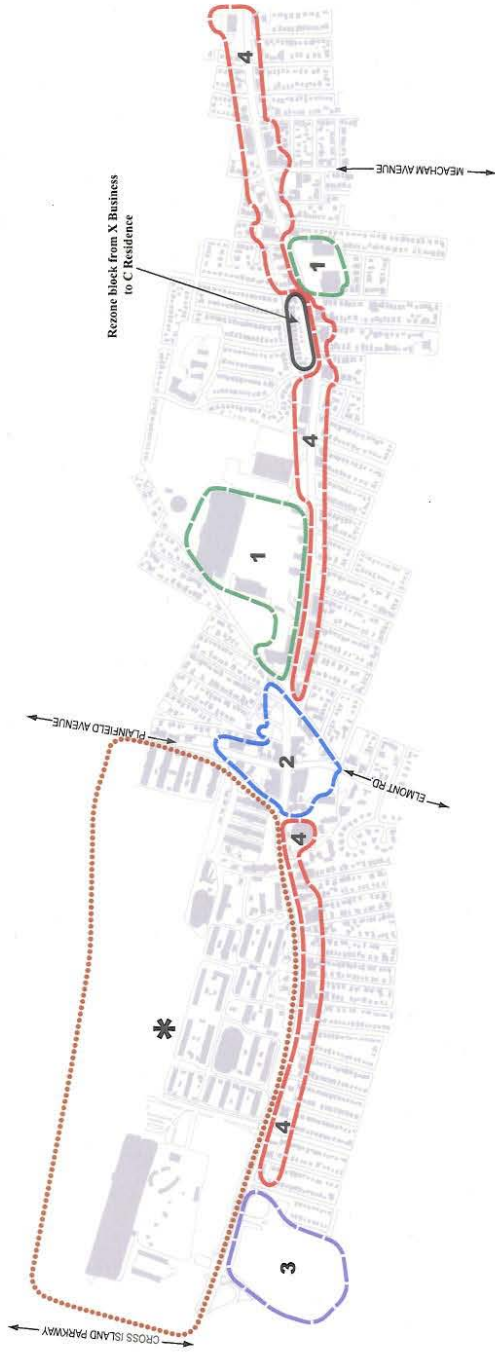 PLAINFIELD AVENUE
CROSS ISLAND PARKWAY
Rezone block from X Business
to C Residence
*
4
1
3
4
2
4
4
1
ELMONT RD
MEACHAM AVENUE